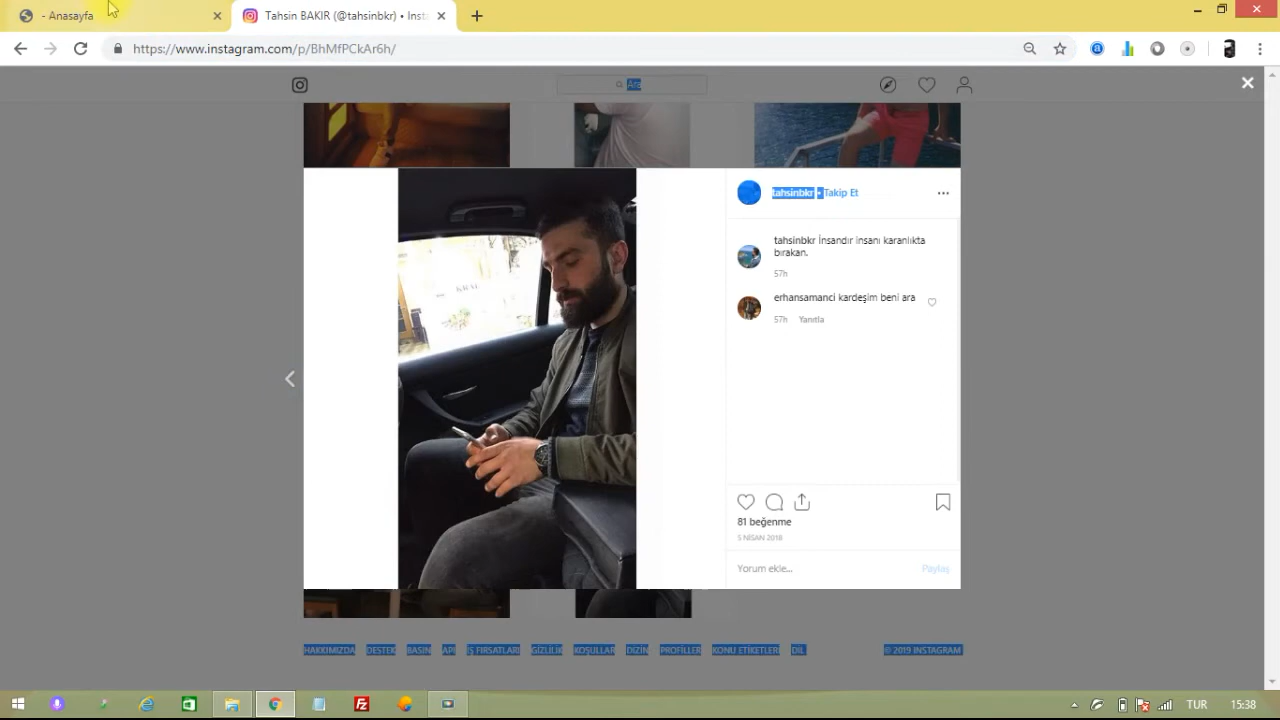 - Anasayfa
Tahsin BAKIR (@tahsinbkr) • Insta
https://www.instagram.com/p/BhMfPCkAr6h/
Ara
tahsinbkr • Takip Et
tahsinbkr İnsandır insanı karanlıkta
bırakan.
57h
erhansamanci kardeşim beni ara
57h Yanıtla
81 beğenme
5 NİSAN 2018
Yorum ekle... Paylaş
HAKKIMIZDA DESTEK BASIN API İŞ FIRSATLARI GİZLİLİK KOŞULLAR DİZİN PROFİLLER KONU ETİKETLERİ DİL © 2019 INSTAGRAM
TUR 15:38